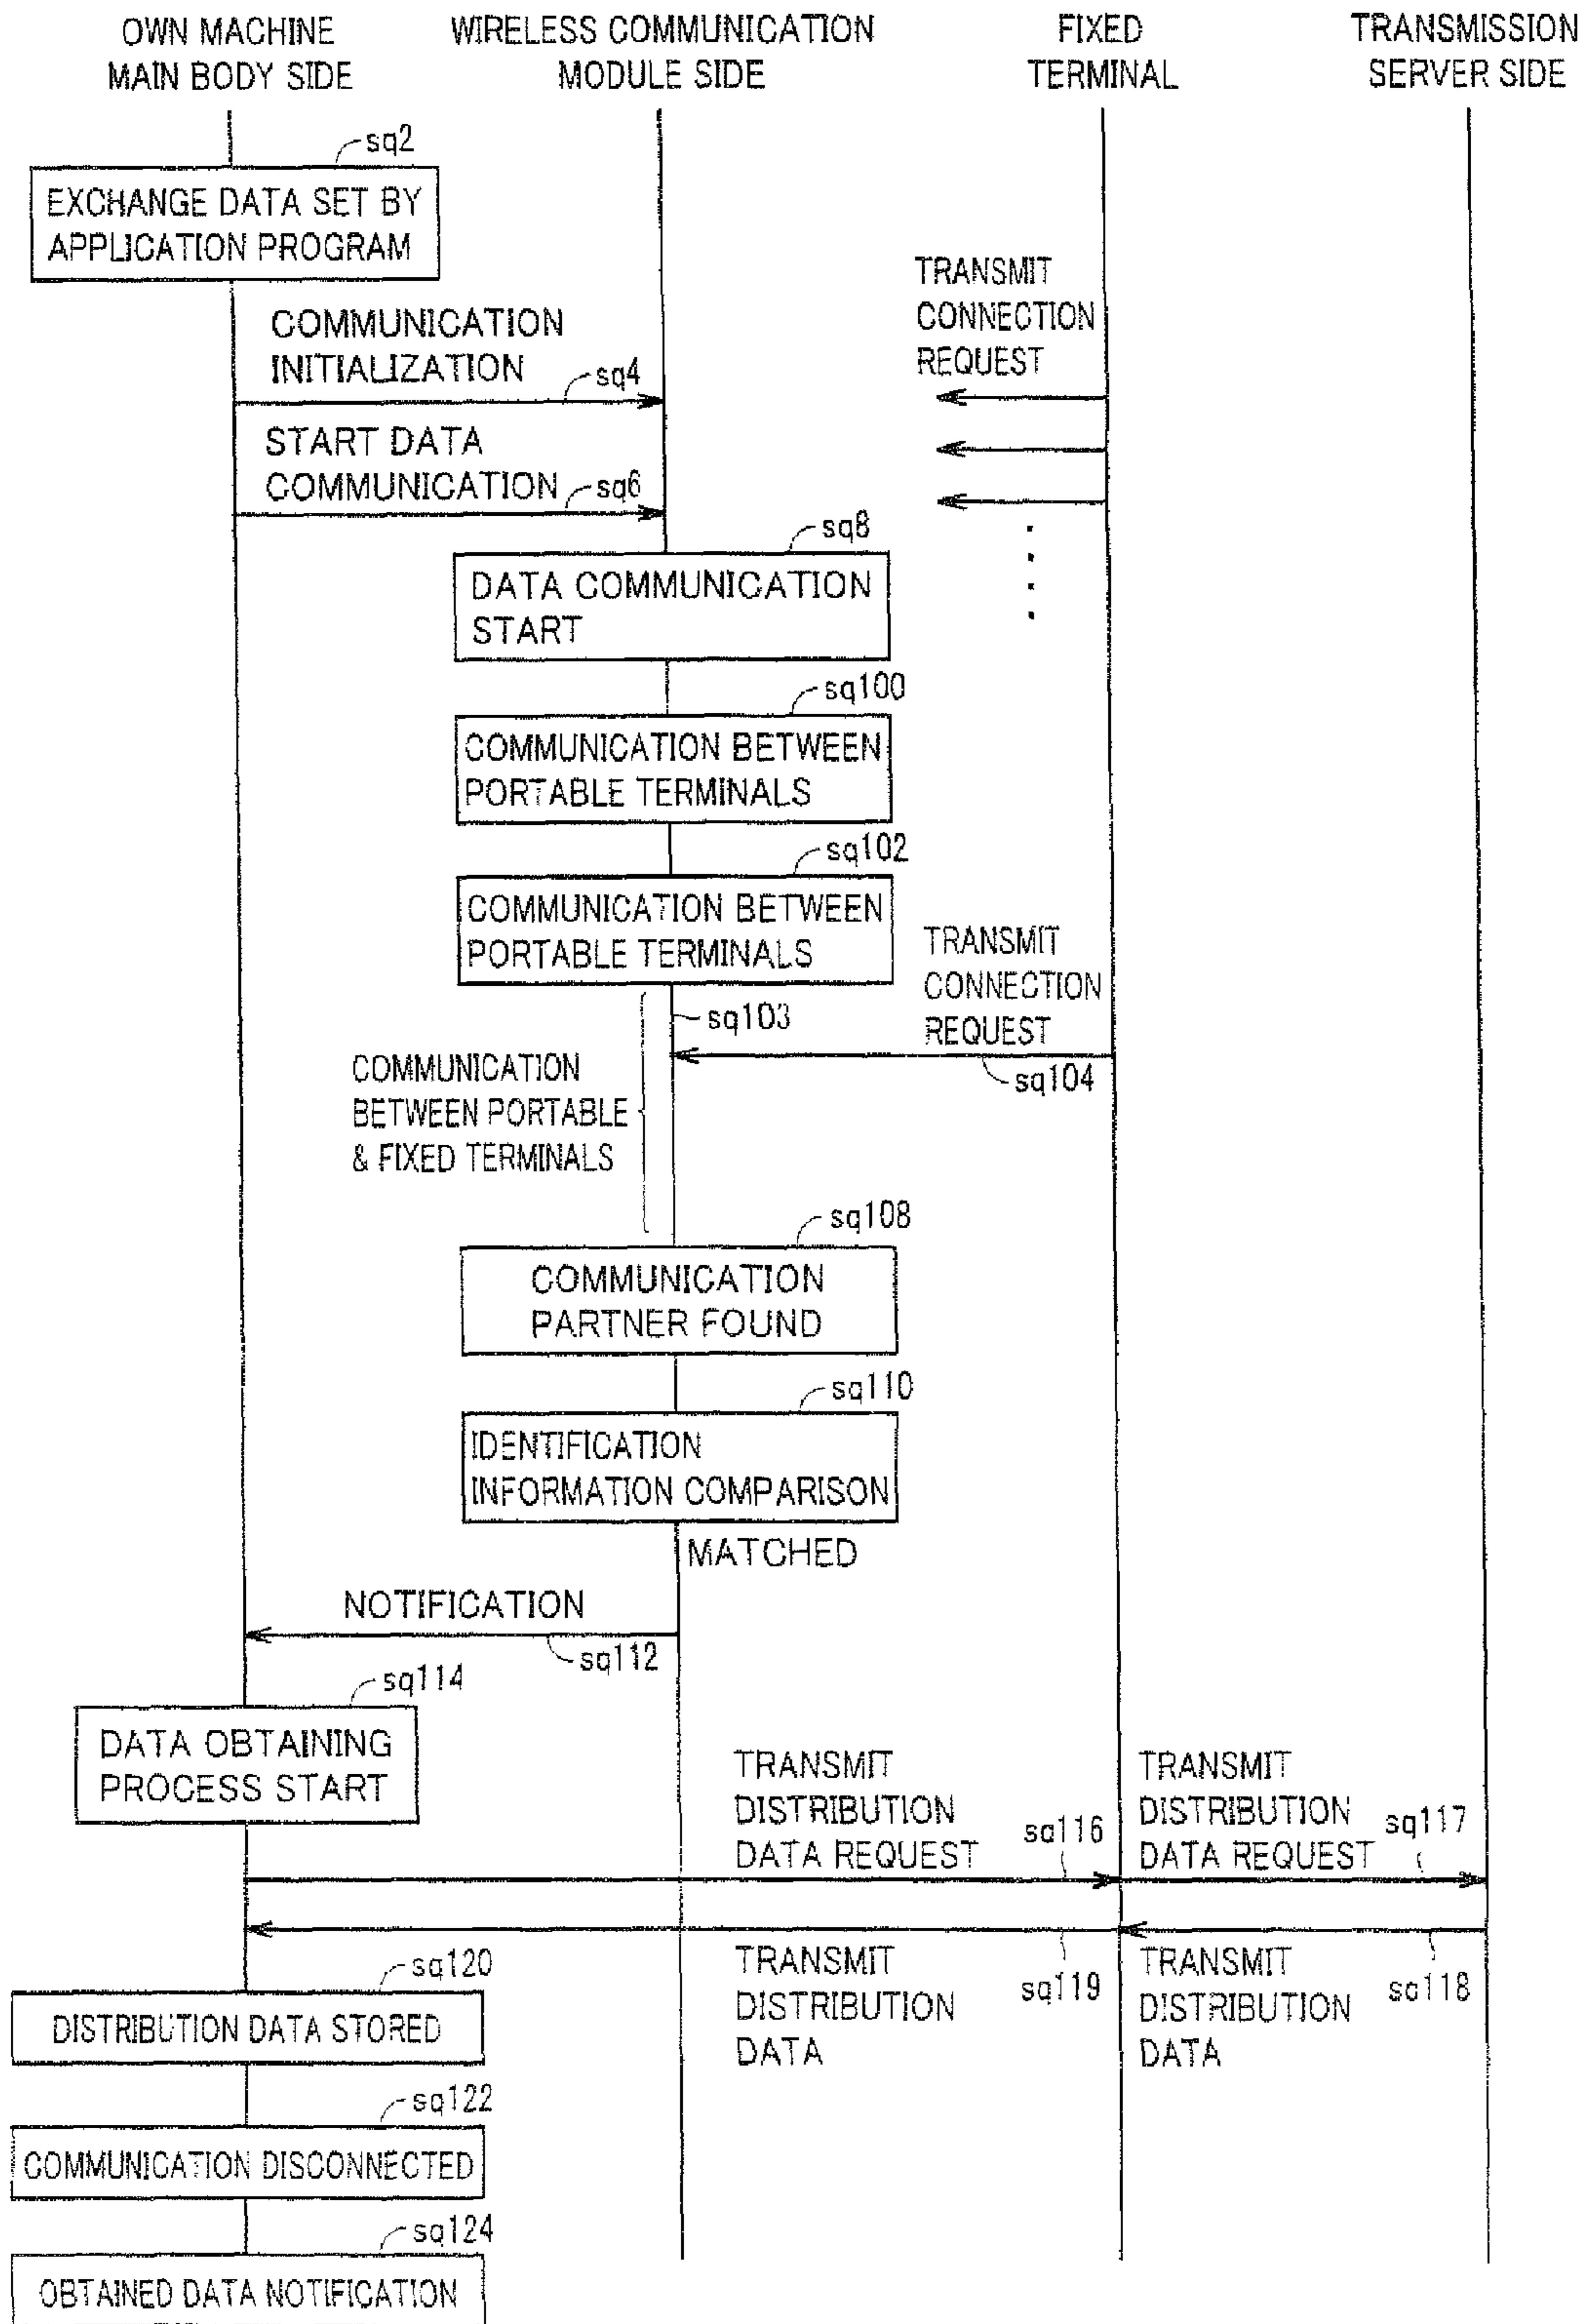 OWN MACHINE
MAIN BODY SIDE
WIRELESS COMMUNICATION
MODULE SIDE
FIXED
TERMINAL
TRANSMISSION
SERVER SIDE
sq2
EXCHANGE DATA SET BY
APPLICATION PROGRAM
TRANSMIT
CONNECTION
REQUEST
COMMUNICATION
INITIALIZATION
sq4
START DATA
COMMUNICATION
sq6
sq8
DATA COMMUNICATION
START
sq100
COMMUNICATION BETWEEN
PORTABLE TERMINALS
sq102
COMMUNICATION BETWEEN
PORTABLE TERMINALS
TRANSMIT
CONNECTION
REQUEST
sq103
sq104
COMMUNICATION
BETWEEN PORTABLE
& FIXED TERMINALS
sq108
COMMUNICATION
PARTNER FOUND
sq110
IDENTIFICATION
INFORMATION COMPARISON
MATCHED
NOTIFICATION
sq112
sq114
DATA OBTAINING
PROCESS START
TRANSMIT
DISTRIBUTION
DATA REQUEST
sq116
TRANSMIT
DISTRIBUTION
DATA REQUEST
sq117
TRANSMIT
DISTRIBUTION
DATA
sq119
TRANSMIT
DISTRIBUTION
DATA
sq118
sq120
DISTRIBUTION DATA STORED
sq122
COMMUNICATION DISCONNECTED
sq124
OBTAINED DATA NOTIFICATION